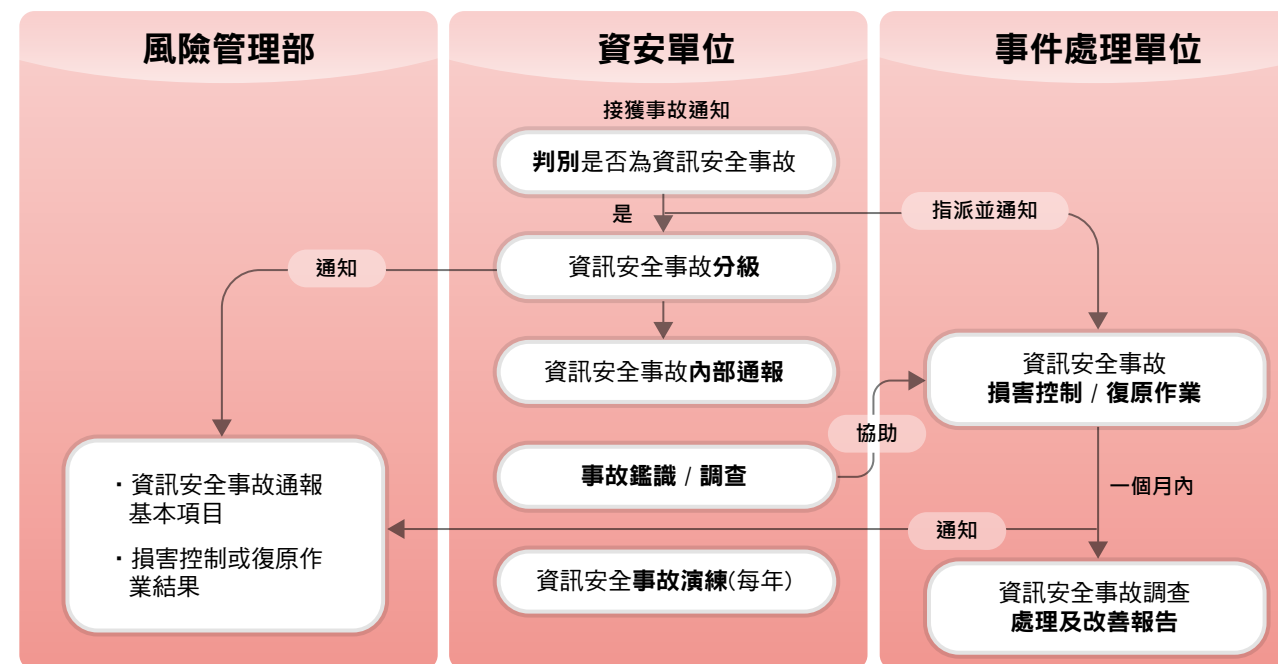 風險管理部
資安單位
事件處理單位
接獲事故通知
判別是否為資訊安全事故
是
指派並通知
資訊安全事故分級
通知
資訊安全事故內部通報
資訊安全事故
損害控制 / 復原作業
協助
事故鑑識 / 調查
一個月內
・資訊安全事故通報
基本項目
・損害控制或復原作
業結果
通知
資訊安全事故演練(每年)
資訊安全事故調查
處理及改善報告